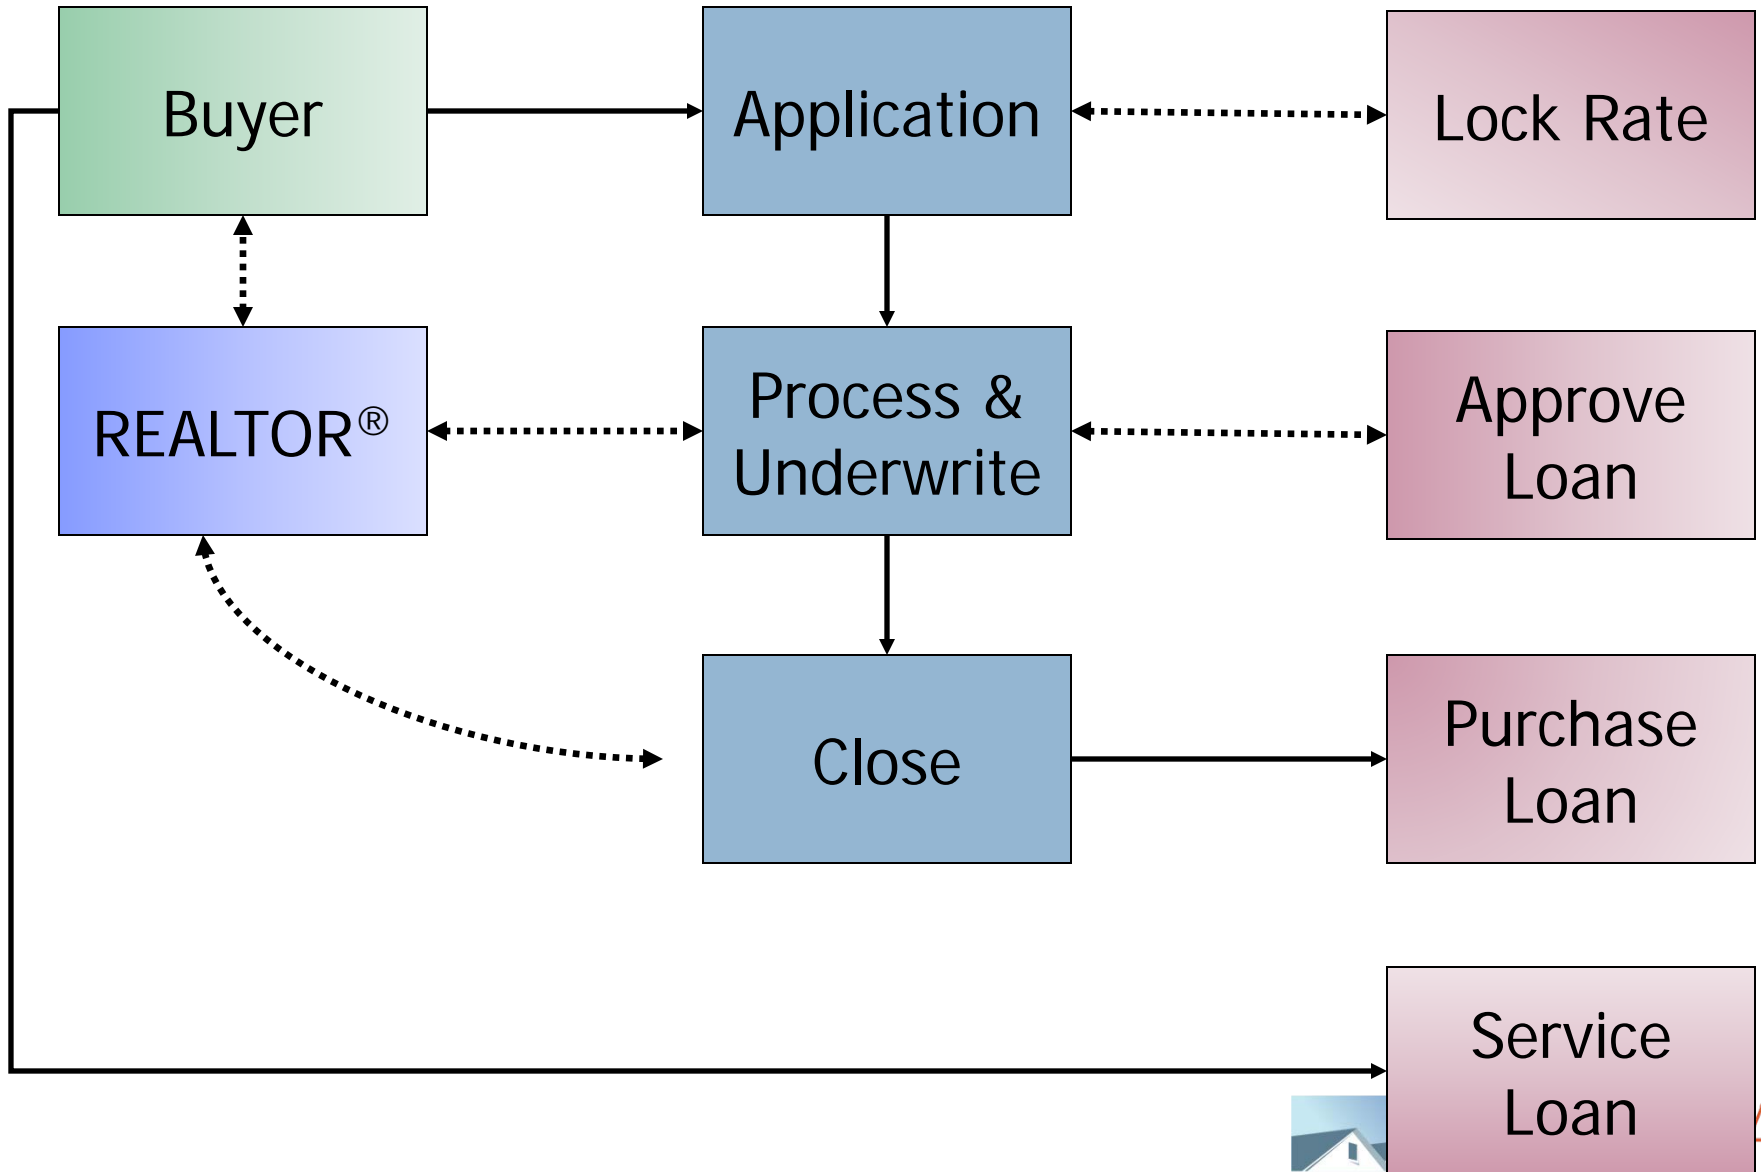 Buyer
Application
Lock Rate
REALTOR®
Process &
Underwrite
Approve
Loan
Close
Purchase
Loan
Service
Loan